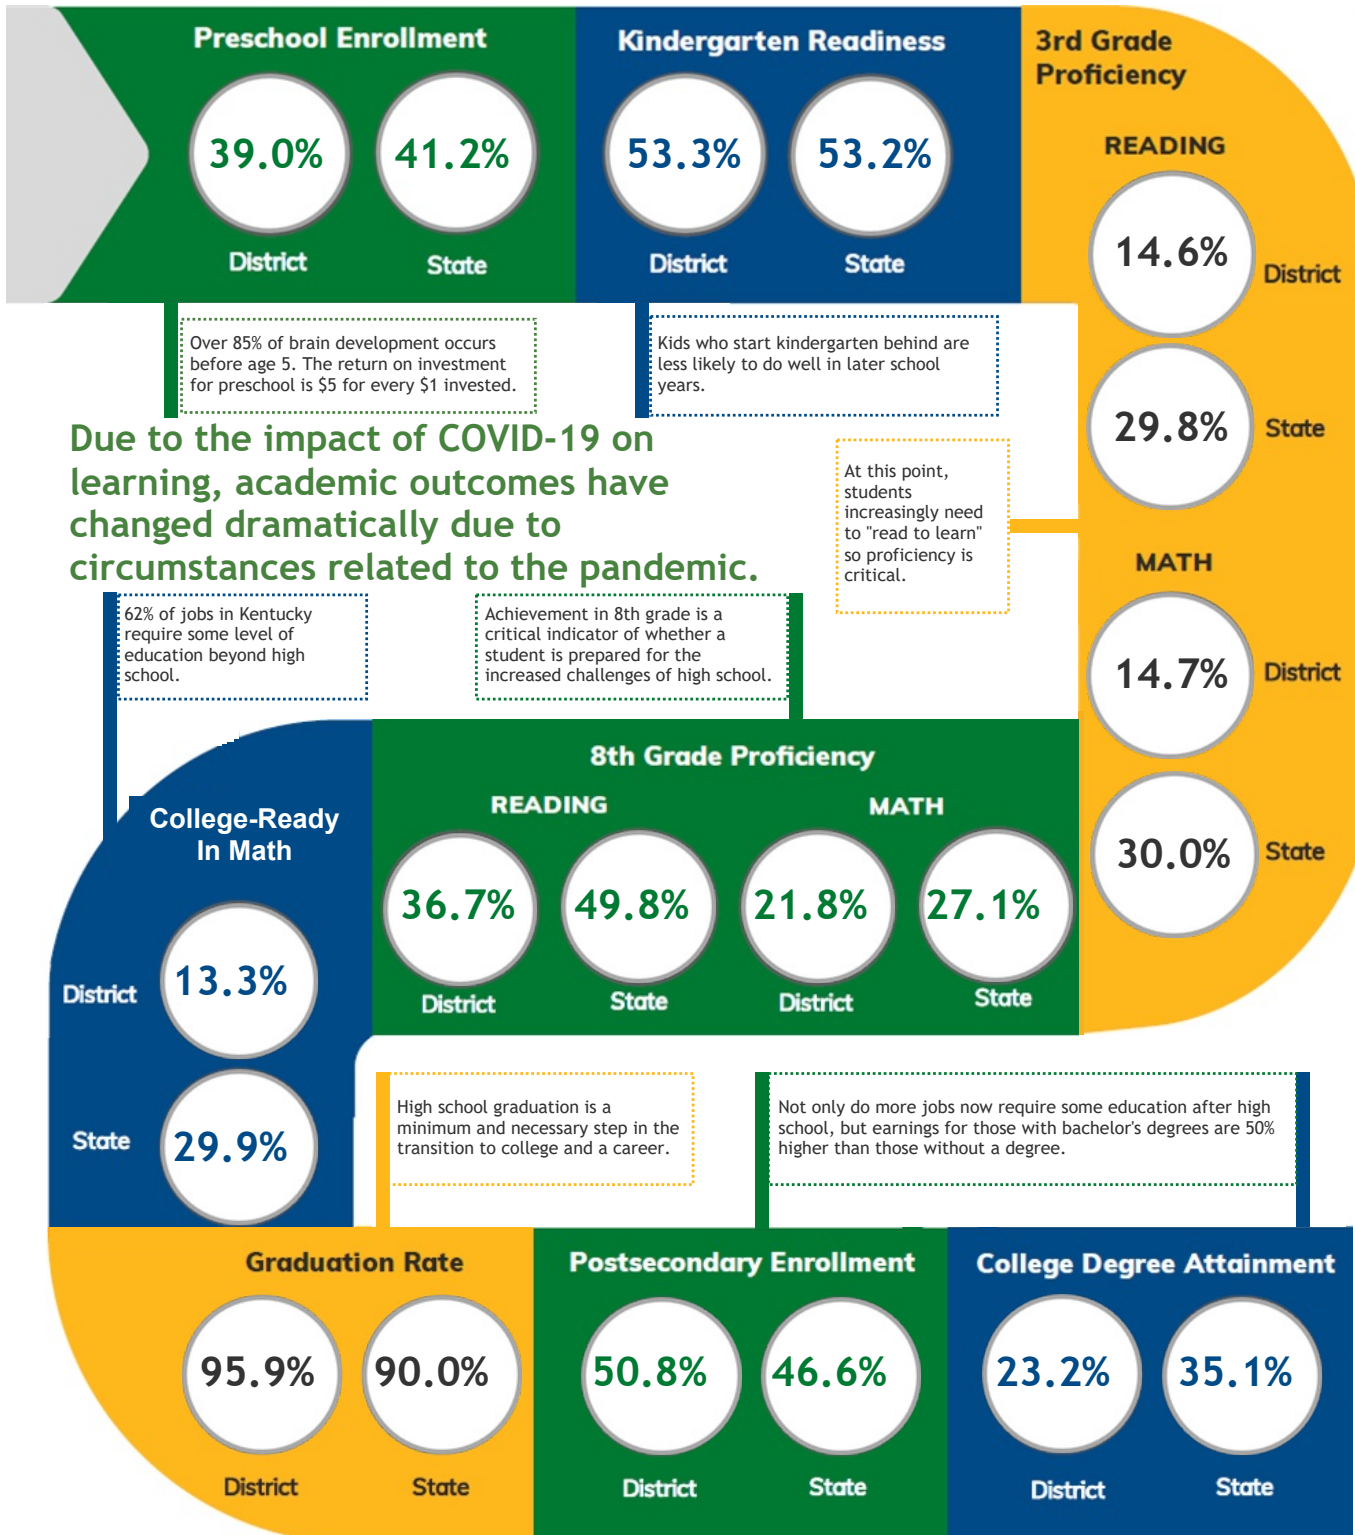 Preschool Enrollment
39.0%
41.2%
District
State
Kindergarten Readiness
53.3%
53.2%
District
State
3rd Grade
Proficiency
READING
14.6%
District
29.8%
State
MATH
14.7%
District
30.0%
State
Over 85% of brain development occurs
before age 5. The return on investment
for preschool is $5 for every $1 invested.
Kids who start kindergarten behind are
less likely to do well in later school
years.
Due to the impact of COVID-19 on
learning, academic outcomes have
changed dramatically due to
circumstances related to the pandemic.
At this point,
students
increasingly need
to "read to learn"
so proficiency is
critical.
62% of jobs in Kentucky
require some level of
education beyond high
school.
Achievement in 8th grade is a
critical indicator of whether a
student is prepared for the
increased challenges of high school.
8th Grade Proficiency
READING
MATH
36.7%
49.8%
21.8%
27.1%
District
State
District
State
College-Ready
In Math
District
13.3%
State
29.9%
High school graduation is a
minimum and necessary step in the
transition to college and a career.
Not only do more jobs now require some education after high
school, but earnings for those with bachelor's degrees are 50%
higher than those without a degree.
Graduation Rate
95.9%
90.0%
District
State
Postsecondary Enrollment
50.8%
46.6%
District
State
College Degree Attainment
23.2%
35.1%
District
State